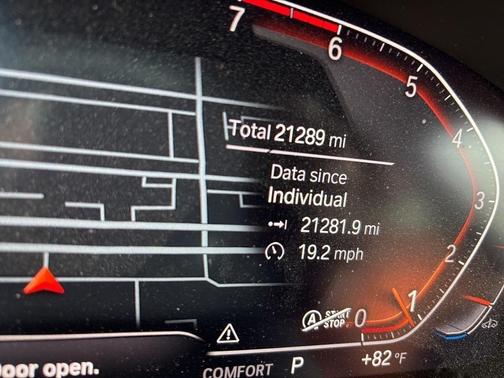 7
6
5
4
3
2
1
0
Total 21289 mi
Data since
Individual
21281.9 mi
19.2 mph
A START
STOP
oor open.
COMFORT P +82 °F